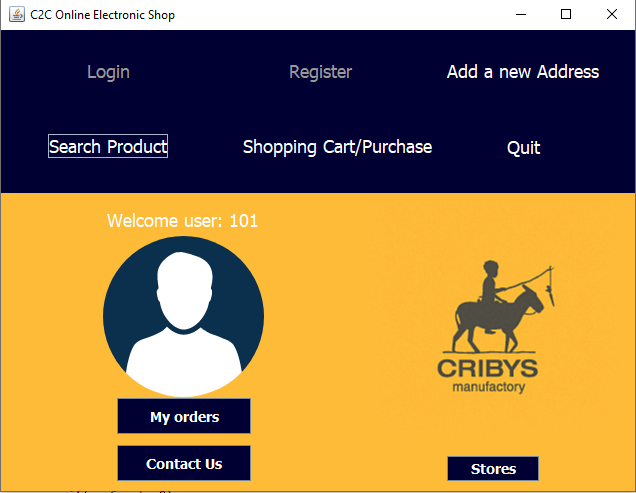 C2C Online Electronic Shop
Login Register Add a new Address
Search Product Shopping Cart/Purchase Quit
Welcome user: 101
CRIBYS
manufactory
My orders
Contact Us
Stores